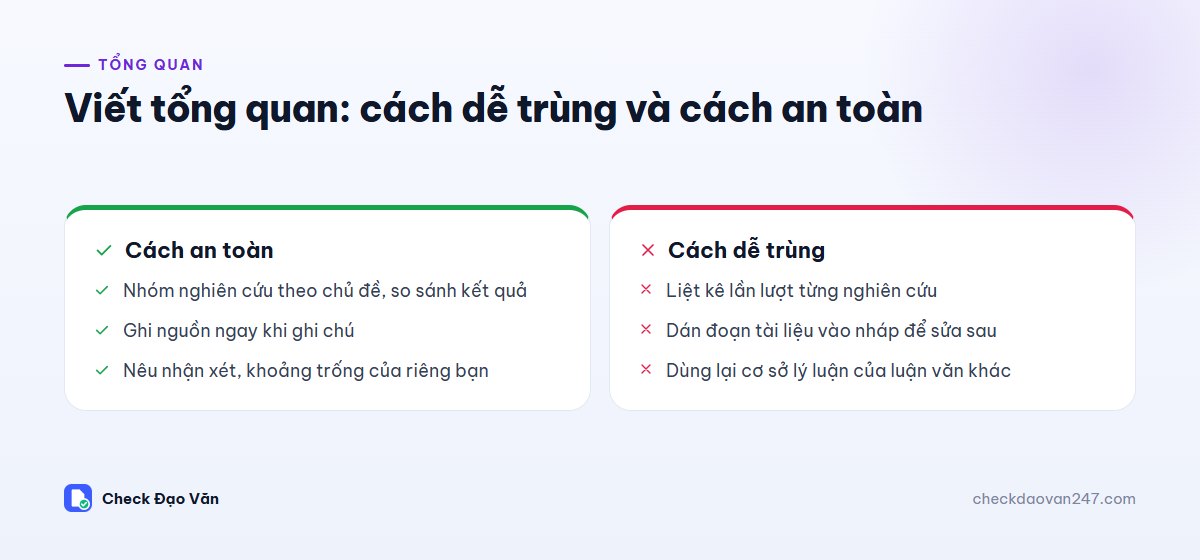 TỔNG QUAN
Viết tổng quan: cách dễ trùng và cách an toàn
Cách an toàn
Nhóm nghiên cứu theo chủ đề, so sánh kết quả
Ghi nguồn ngay khi ghi chú
Nêu nhận xét, khoảng trống của riêng bạn
Cách dễ trùng
Liệt kê lần lượt từng nghiên cứu
Dán đoạn tài liệu vào nháp để sửa sau
Dùng lại cơ sở lý luận của luận văn khác
Check Đạo Văn
checkdaovan247.com